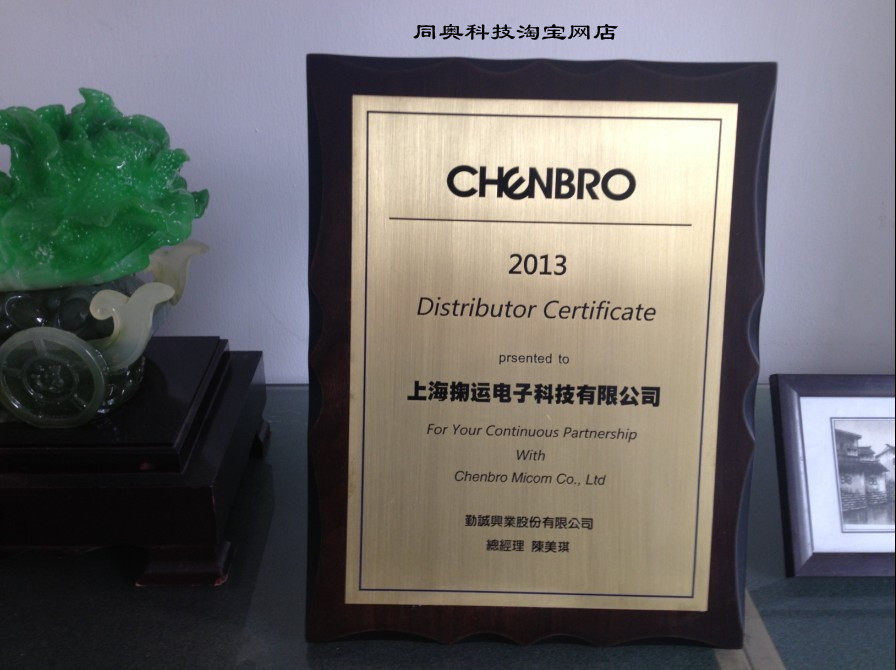 同奥科技淘宝网店
CHENBRO
2013
Distributor Certificate
prsented to
上海掬运电子科技有限公司
For Your Continuous Partnership
With
Chenbro Micom Co., Ltd
勤誠興業股份有限公司
總經理 陳美琪